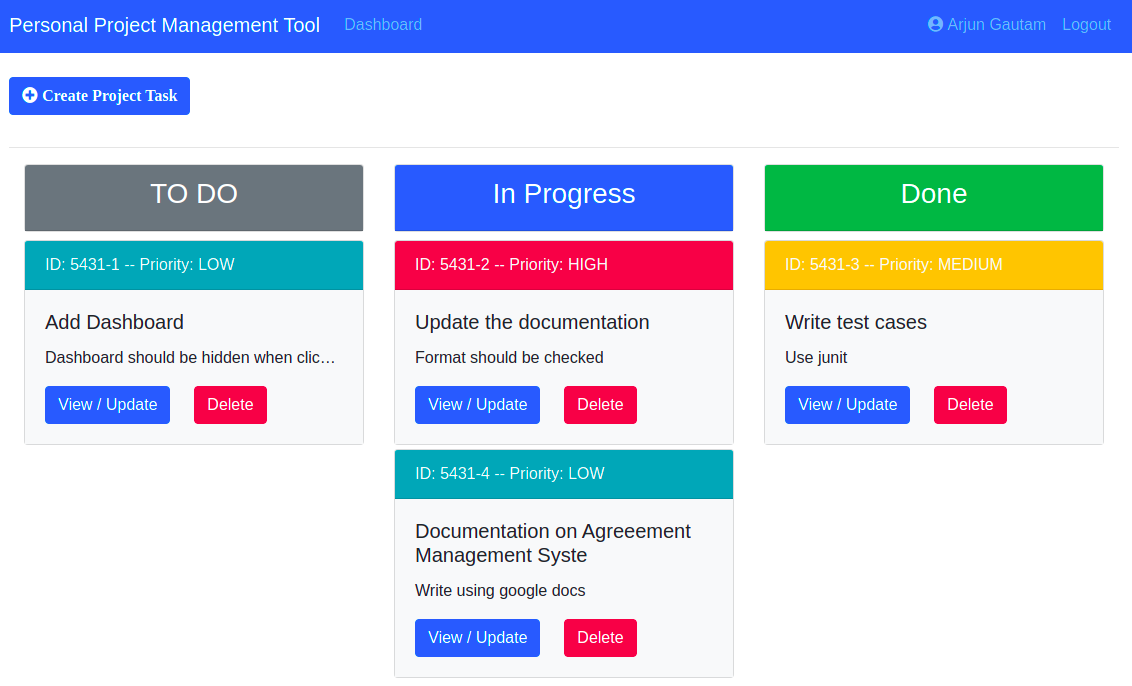 Personal Project Management Tool Dashboard Arjun Gautam Logout
Create Project Task
TO DO
ID: 5431-1 -- Priority: LOW
Add Dashboard
Dashboard should be hidden when clic…
View / Update Delete
In Progress
ID: 5431-2 -- Priority: HIGH
Update the documentation
Format should be checked
View / Update Delete
ID: 5431-4 -- Priority: LOW
Documentation on Agreeement
Management Syste
Write using google docs
View / Update Delete
Done
ID: 5431-3 -- Priority: MEDIUM
Write test cases
Use junit
View / Update Delete